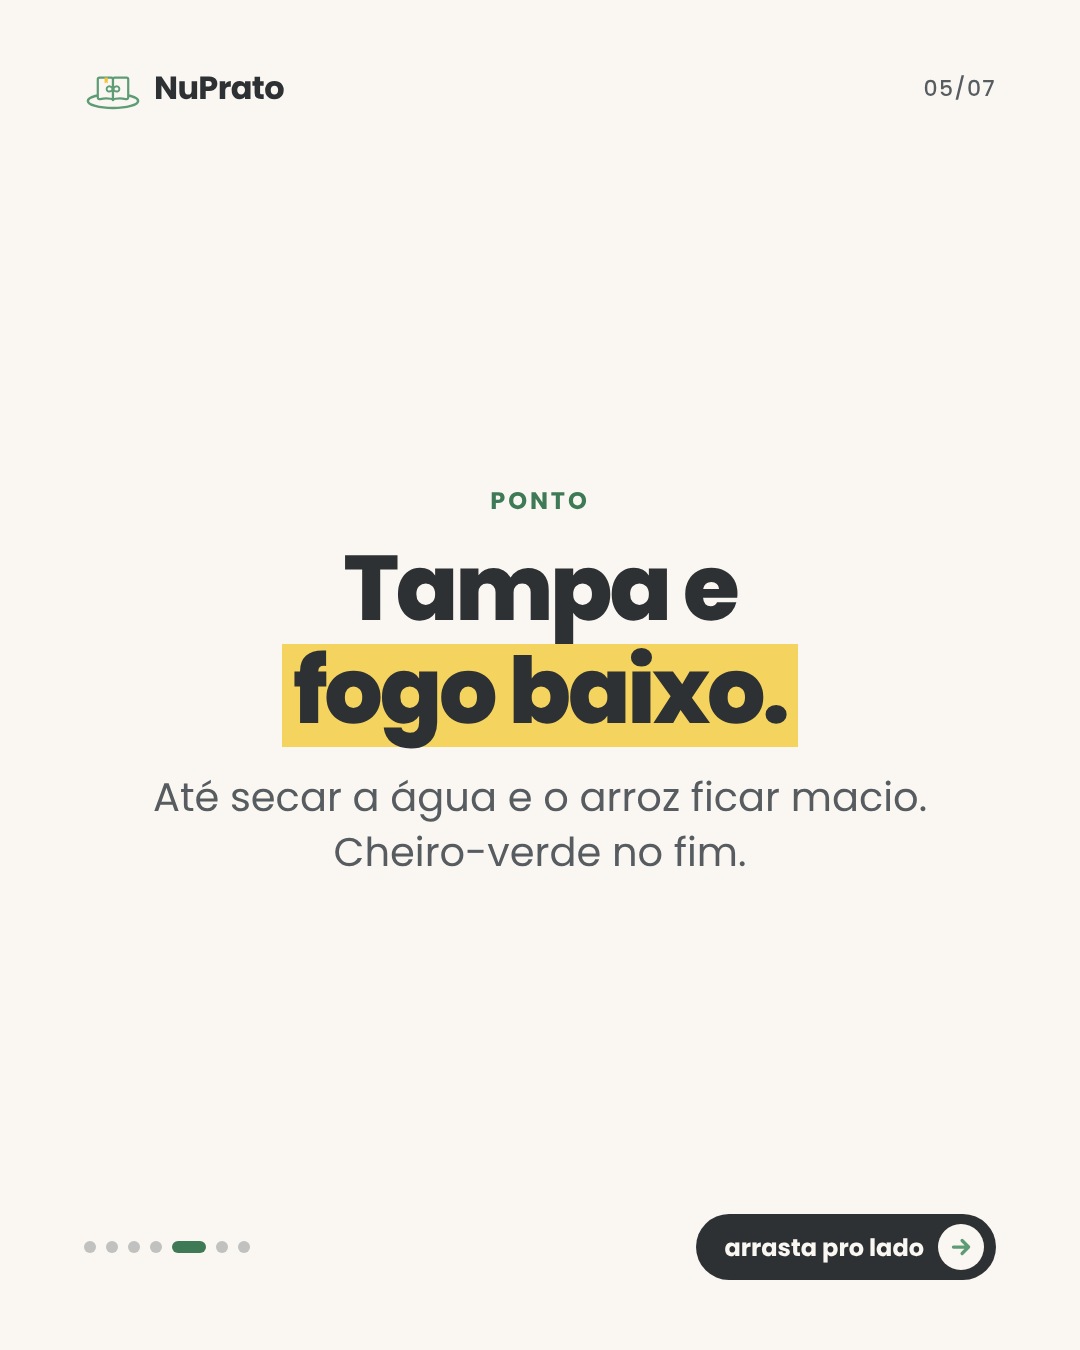 NuPrato
05/07
PONTO
Tampa e
fogo baixo.
Até secar a água e o arroz ficar macio.
Cheiro-verde no fim.
arrasta pro lado